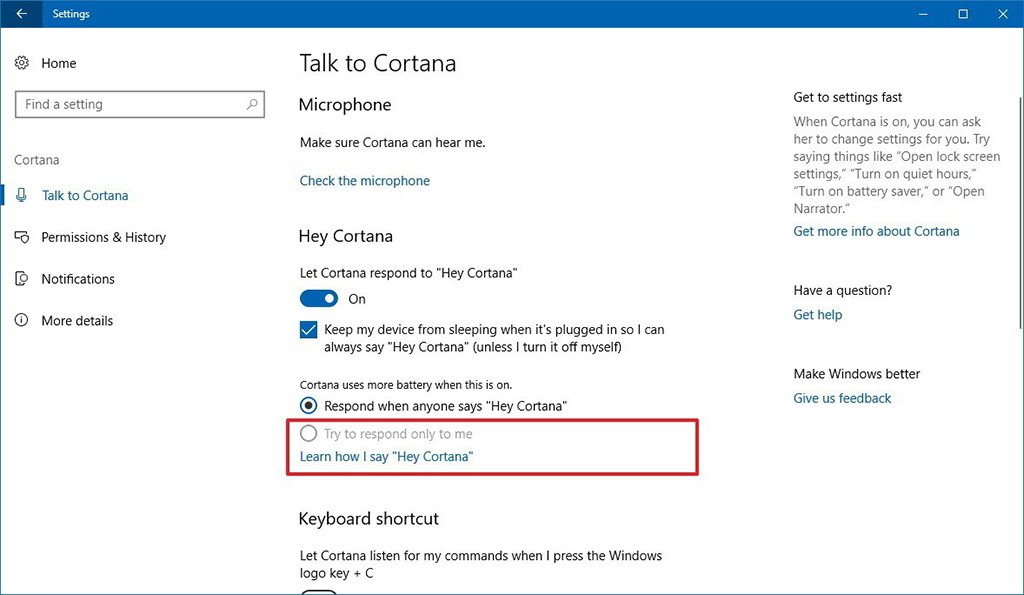 Settings
Home
Find a setting
Cortana
Talk to Cortana
Permissions & History
Notifications
More details
Talk to Cortana
Microphone
Make sure Cortana can hear me.
Check the microphone
Hey Cortana
Let Cortana respond to "Hey Cortana"
On
Keep my device from sleeping when it's plugged in so I can
always say "Hey Cortana" (unless I turn it off myself)
Cortana uses more battery when this is on.
Respond when anyone says "Hey Cortana"
Try to respond only to me
Learn how I say "Hey Cortana"
Keyboard shortcut
Let Cortana listen for my commands when I press the Windows
logo key + C
Get to settings fast
When Cortana is on, you can ask
her to change settings for you. Try
saying things like “Open lock screen
settings,” “Turn on quiet hours,”
“Turn on battery saver,” or “Open
Narrator.”
Get more info about Cortana
Have a question?
Get help
Make Windows better
Give us feedback